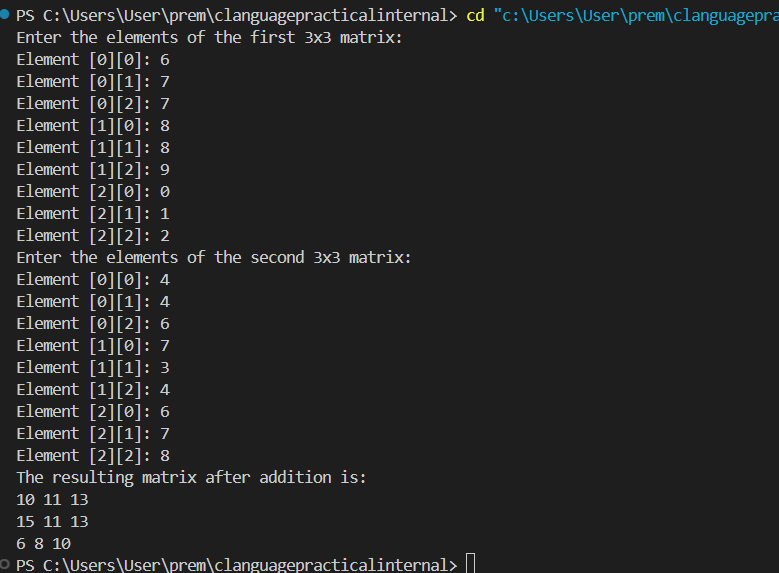 PS C:\Users\User\prem\clanguagepracticalinternal> cd "c:\Users\User\prem\clanguagepra
Enter the elements of the first 3x3 matrix:
Element [0][0]: 6
Element [0][1]: 7
Element [0][2]: 7
Element [1][0]: 8
Element [1][1]: 8
Element [1][2]: 9
Element [2][0]: 0
Element [2][1]: 1
Element [2][2]: 2
Enter the elements of the second 3x3 matrix:
Element [0][0]: 4
Element [0][1]: 4
Element [0][2]: 6
Element [1][0]: 7
Element [1][1]: 3
Element [1][2]: 4
Element [2][0]: 6
Element [2][1]: 7
Element [2][2]: 8
The resulting matrix after addition is:
10 11 13
15 11 13
6 8 10
PS C:\Users\User\prem\clanguagepracticalinternal>